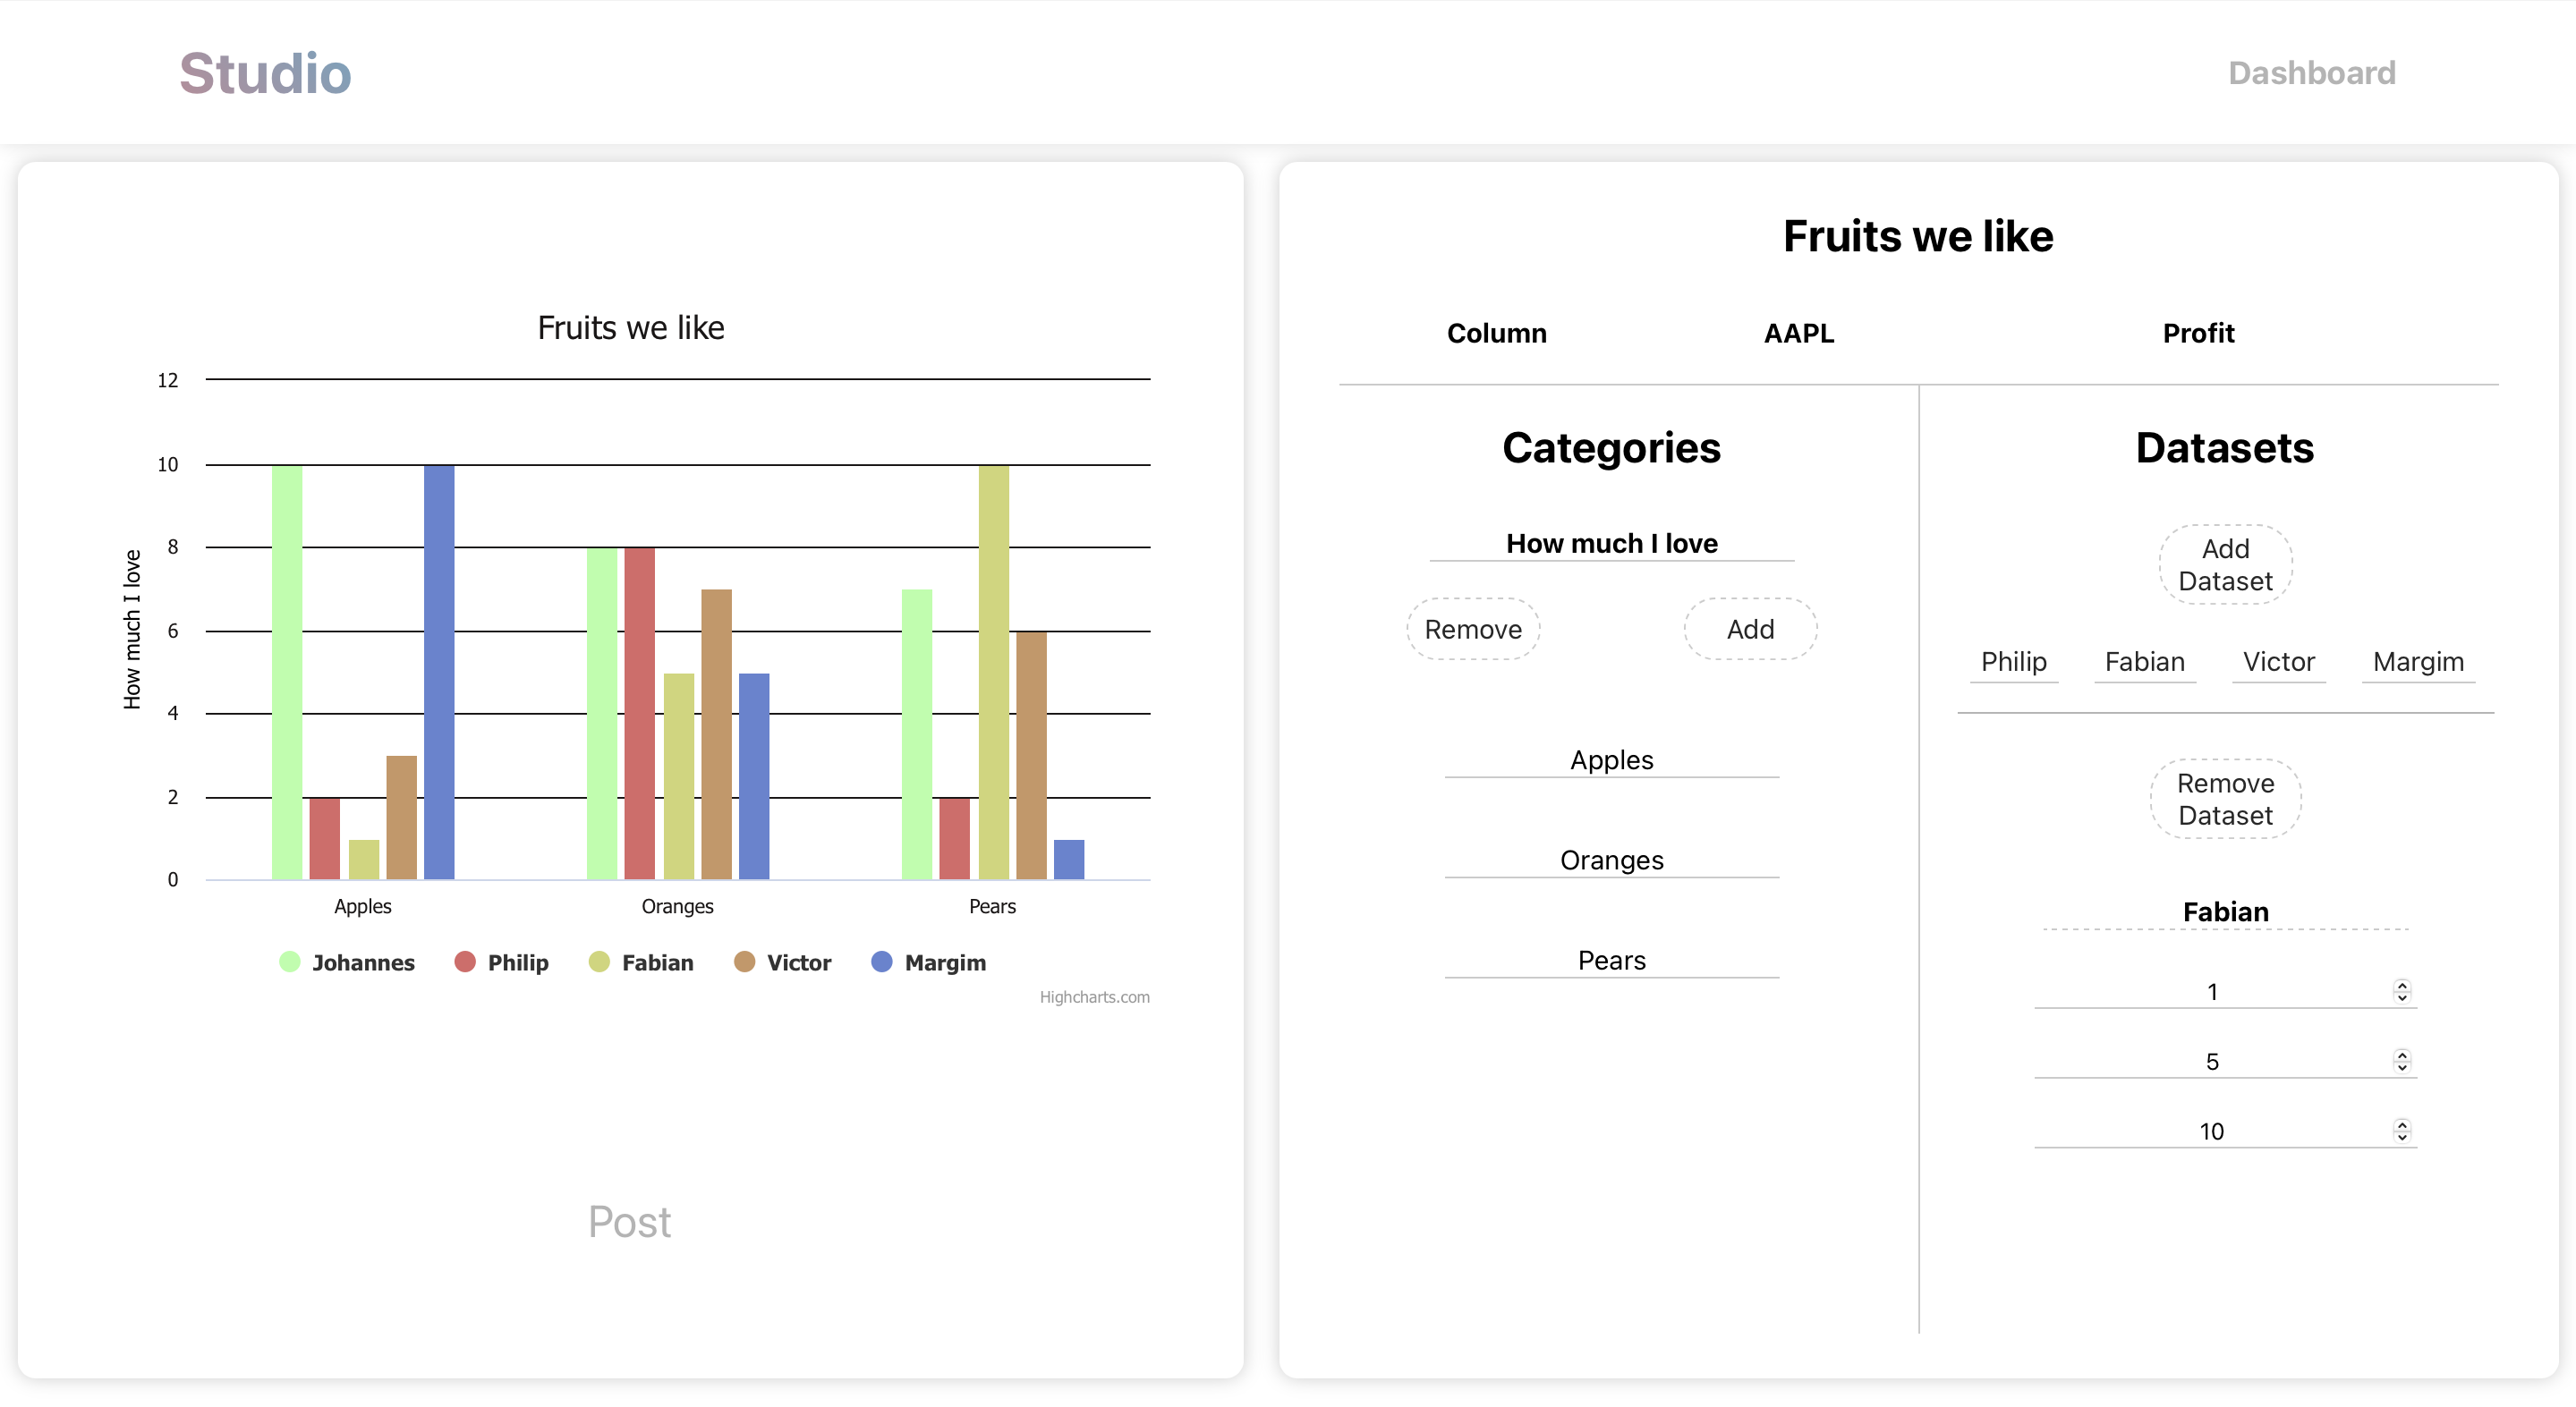 Studio
Dashboard
Fruits we like
12
10
8
6
4
2
0
How much I love
Apples Oranges Pears
Johannes Philip Fabian Victor Margim
Highcharts.com
Post
Fruits we like
Column AAPL Profit
Categories
How much I love
Remove Add
Apples
Oranges
Pears
Datasets
Add
Dataset
Philip Fabian Victor Margim
Remove
Dataset
Fabian
1
5
10